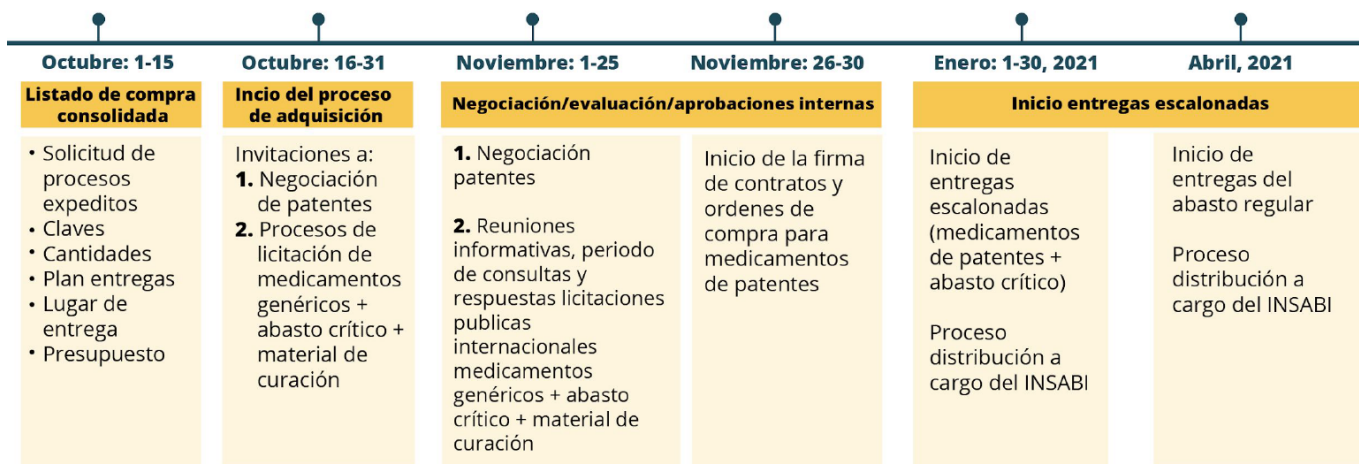 Octubre: 1-15
Octubre: 16-31
Noviembre: 1-25
Noviembre: 26-30
Enero: 1-30, 2021
Abril, 2021
Listado de compra
consolidada
Incio del proceso
de adquisición
Negociación/evaluación/aprobaciones internas
Inicio entregas escalonadas
• Solicitud de
procesos
expeditos
• Claves
• Cantidades
• Plan entregas
• Lugar de
entrega
• Presupuesto
Invitaciones a:
1. Negociación
de patentes
2. Procesos de
licitación de
medicamentos
genéricos +
abasto crítico +
material de
curación
1. Negociación
patentes
2. Reuniones
informativas, periodo
de consultas y
respuestas licitaciones
publicas
internacionales
medicamentos
genéricos + abasto
crítico + material de
curación
Inicio de la firma
de contratos y
ordenes de
compra para
medicamentos
de patentes
Inicio de
entregas
escalonadas
(medicamentos
de patentes +
abasto crítico)
Proceso
distribución a
cargo del INSABI
Inicio de
entregas del
abasto regular
Proceso
distribución a
cargo del INSABI